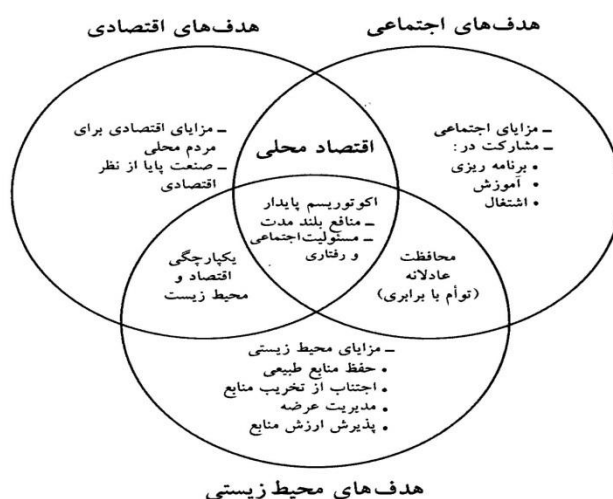 هدف‌های اجتماعی
هدف‌های اقتصادی
ـ مزایای اجتماعی
ـ مشارکت در:
• برنامه ریزی
• آموزش
• اشتغال
ـ مزایای اقتصادی برای
مردم محلی
ـ صنعت پایا از نظر
اقتصادی
اقتصاد محلی
اکوتوریسم پایدار
ـ منافع بلند مدت
ـ مسئولیت اجتماعی
و رفتاری
محافظت
عادلانه
(توأم با برابری)
یکپارچگی
اقتصاد و
محیط زیست
ـ مزایای محیط زیستی
• حفظ منابع طبیعی
• اجتناب از تخریب منابع
• مدیریت عرضه
• پذیرش ارزش منابع
هدف‌های محیط زیستی